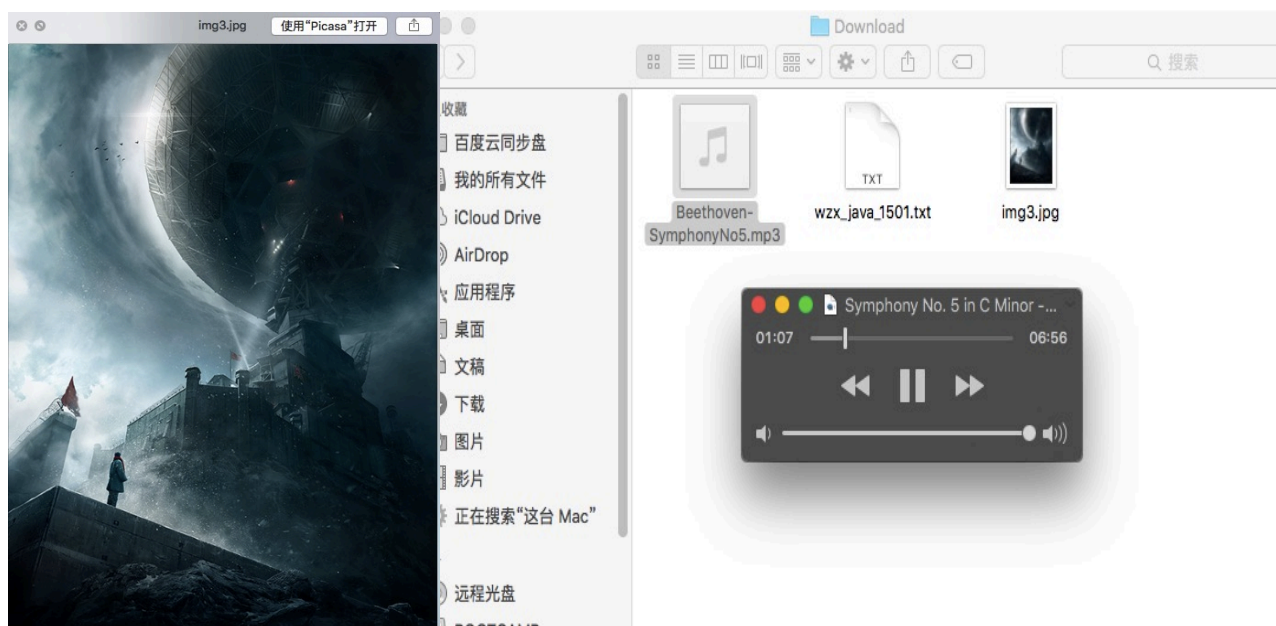 img3.jpg
使用“Picasa”打开
Download
搜索
收藏
百度云同步盘
我的所有文件
iCloud Drive
AirDrop
应用程序
桌面
文稿
下载
图片
影片
正在搜索“这台 Mac”
远程光盘
TXT
Beethoven-
SymphonyNo5.mp3
wzx_java_1501.txt
img3.jpg
Symphony No. 5 in C Minor -...
01:07
06:56